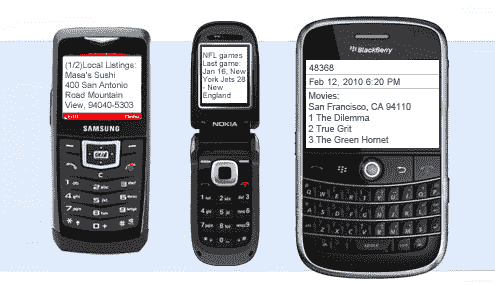 (1/2)Local Listings:
Masa's Sushi
400 San Antonio
Road Mountain
View, 94040-5303
Menu
SAMSUNG
NFL games
Last game:
Jan 16, New
York Jets 28
- New
England
NOKIA
BlackBerry
48368
Feb 12, 2010 6:20 PM
Movies:
San Francisco, CA 94110
1 The Dilemma
2 True Grit
3 The Green Hornet